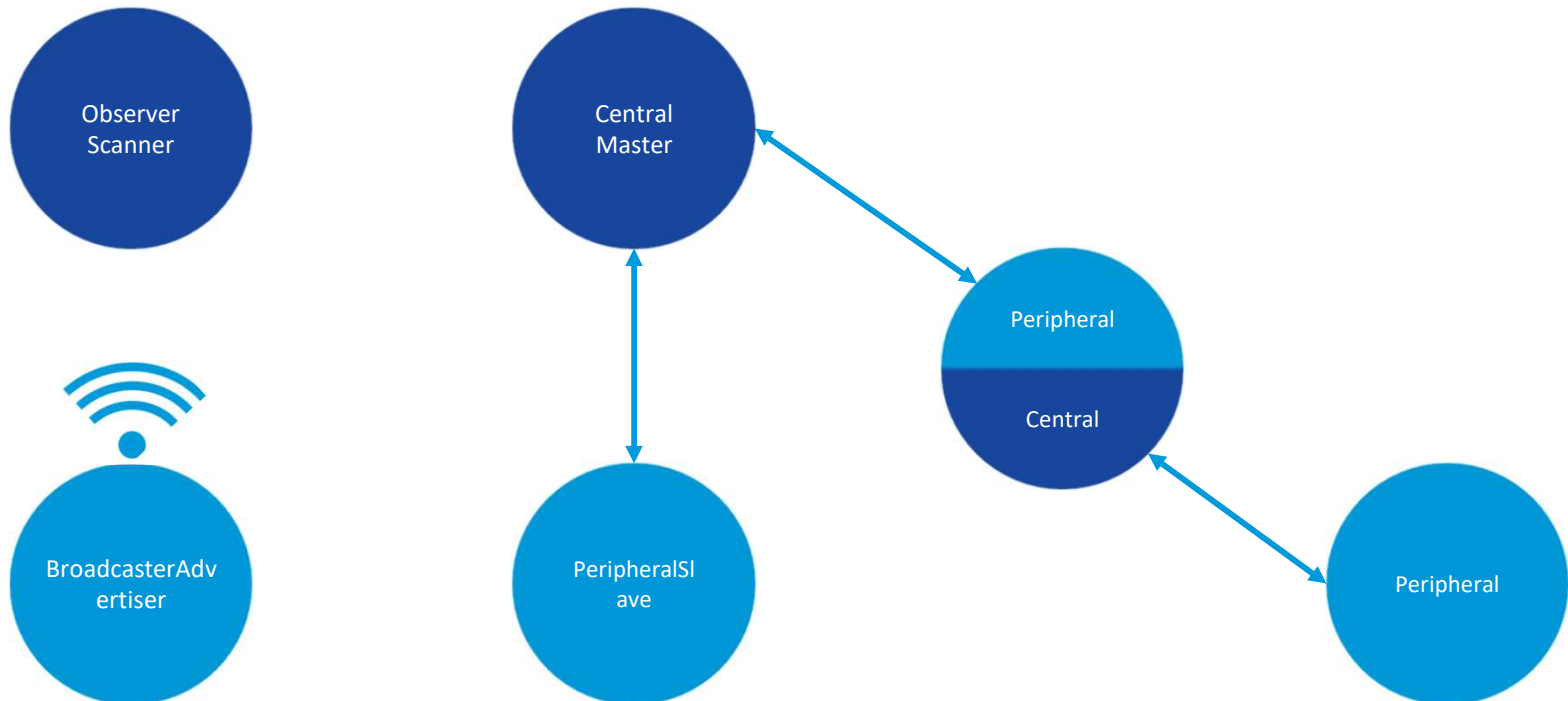 Observer
Scanner
Central
Master
Peripheral
Central
BroadcasterAdv
ertiser
PeripheralSl
ave
Peripheral